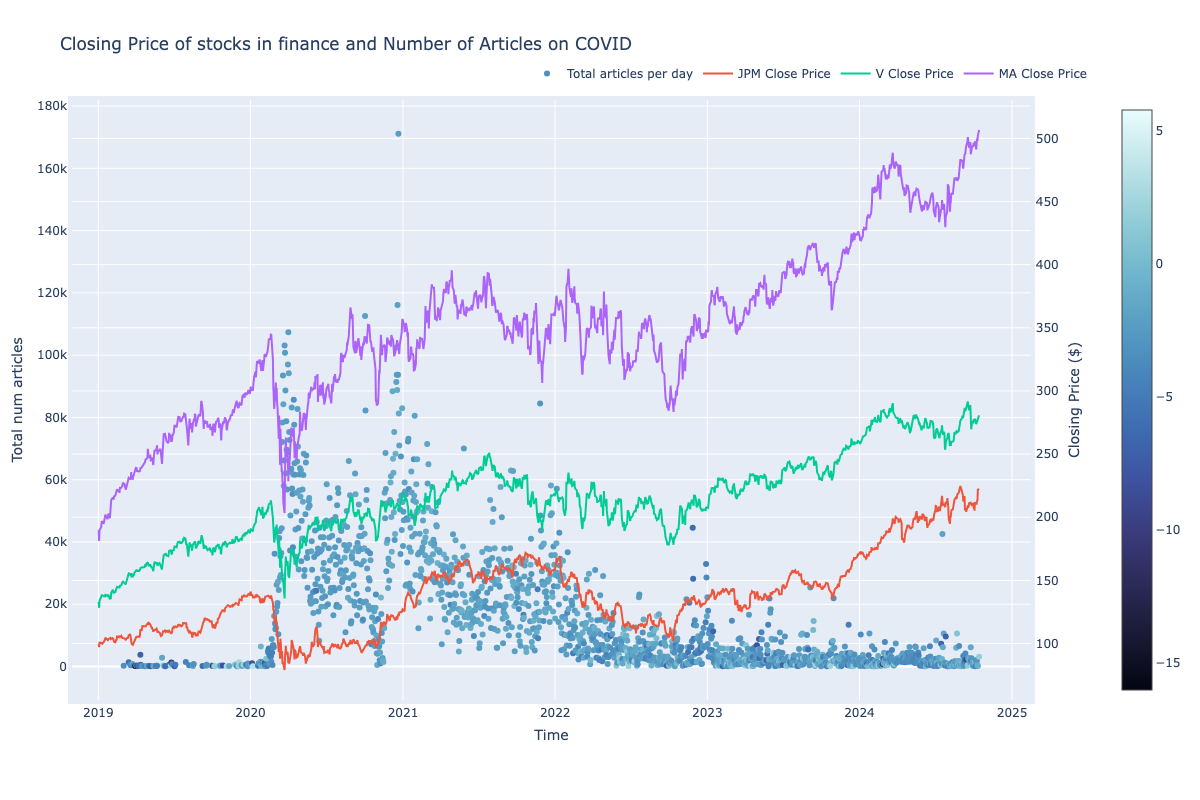 Closing Price of stocks in finance and Number of Articles on COVID
Total articles per day JPM Close Price V Close Price MA Close Price
180k
160k
140k
120k
100k
80k
60k
40k
20k
0
Total num articles
500
450
400
350
300
250
200
150
100
Closing Price ($)
5
0
−5
−10
−15
2019 2020 2021 2022 2023 2024 2025
Time